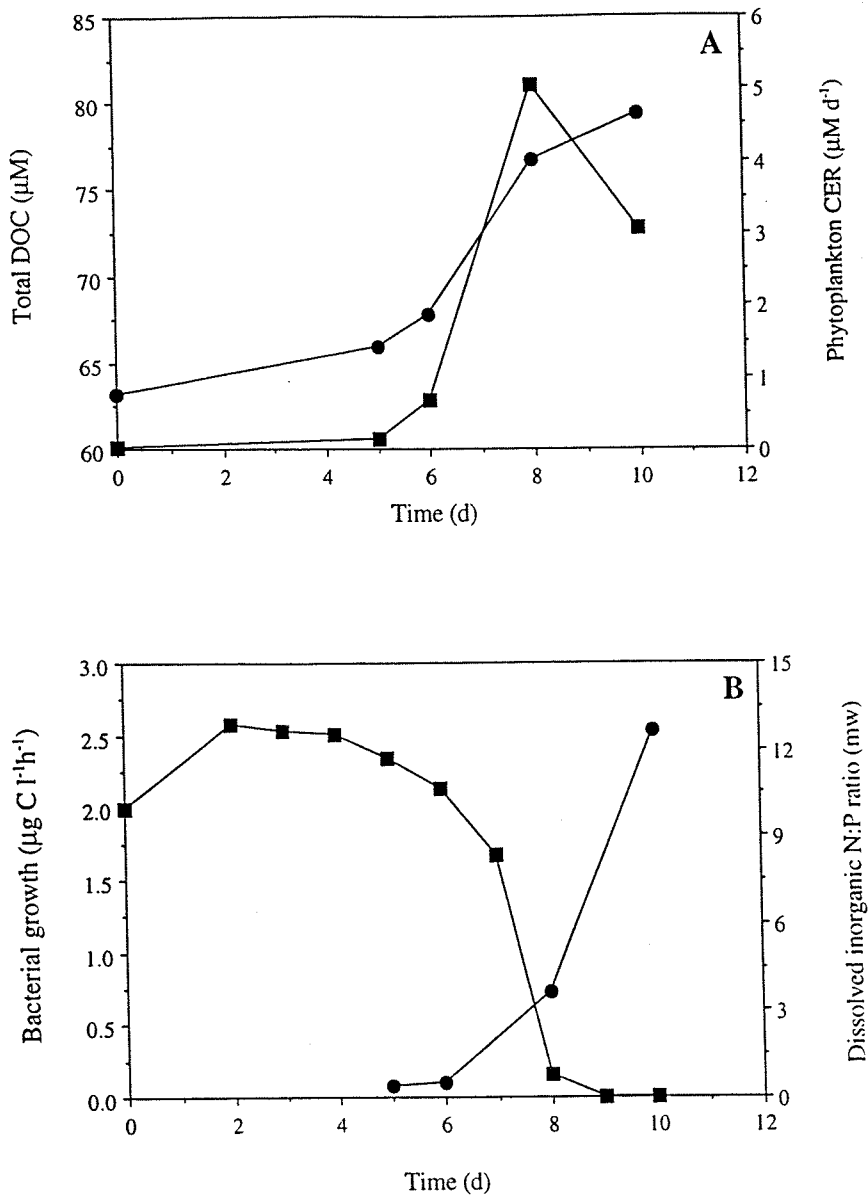 A
Total DOC (µM)
85
80
75
70
65
60
Phytoplankton CER (µM d⁻¹)
6
5
4
3
2
1
0
0 2 4 6 8 10 12
Time (d)
B
Bacterial growth (µg C l⁻¹h⁻¹)
3.0
2.5
2.0
1.5
1.0
0.5
0.0
Dissolved inorganic N:P ratio (mw)
15
12
9
6
3
0
0 2 4 6 8 10 12
Time (d)